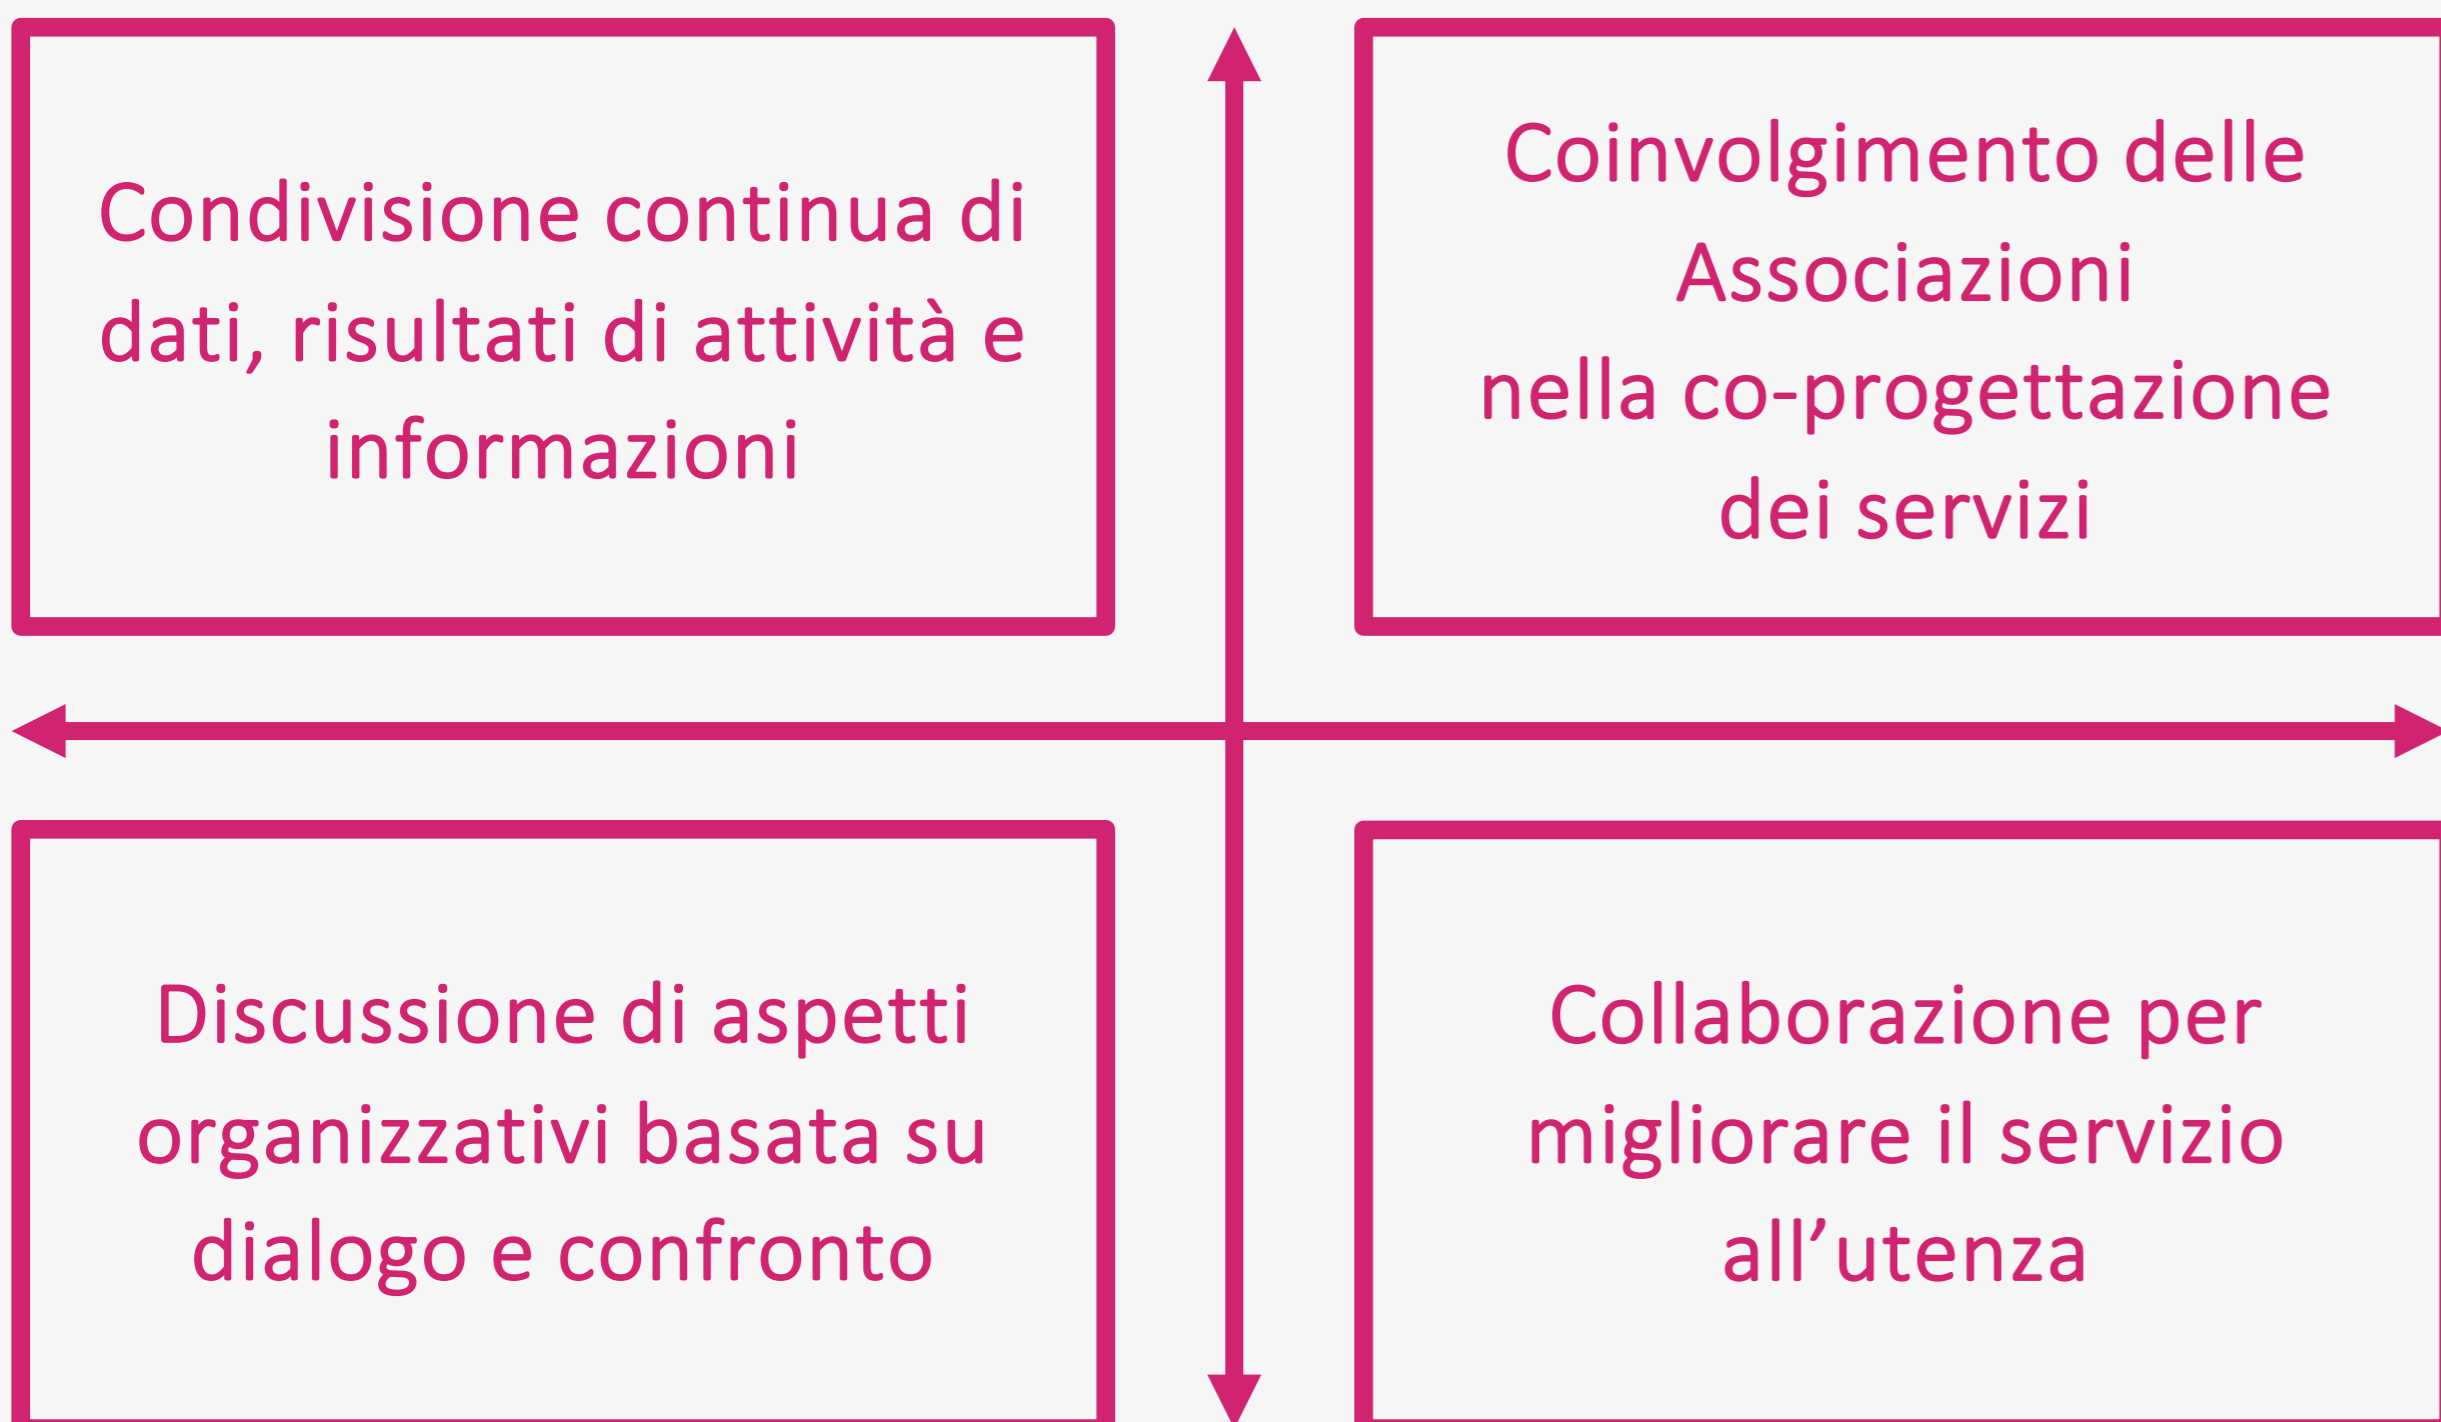 Condivisione continua di
dati, risultati di attività e
informazioni
Coinvolgimento delle
Associazioni
nella co-progettazione
dei servizi
Discussione di aspetti
organizzativi basata su
dialogo e confronto
Collaborazione per
migliorare il servizio
all’utenza